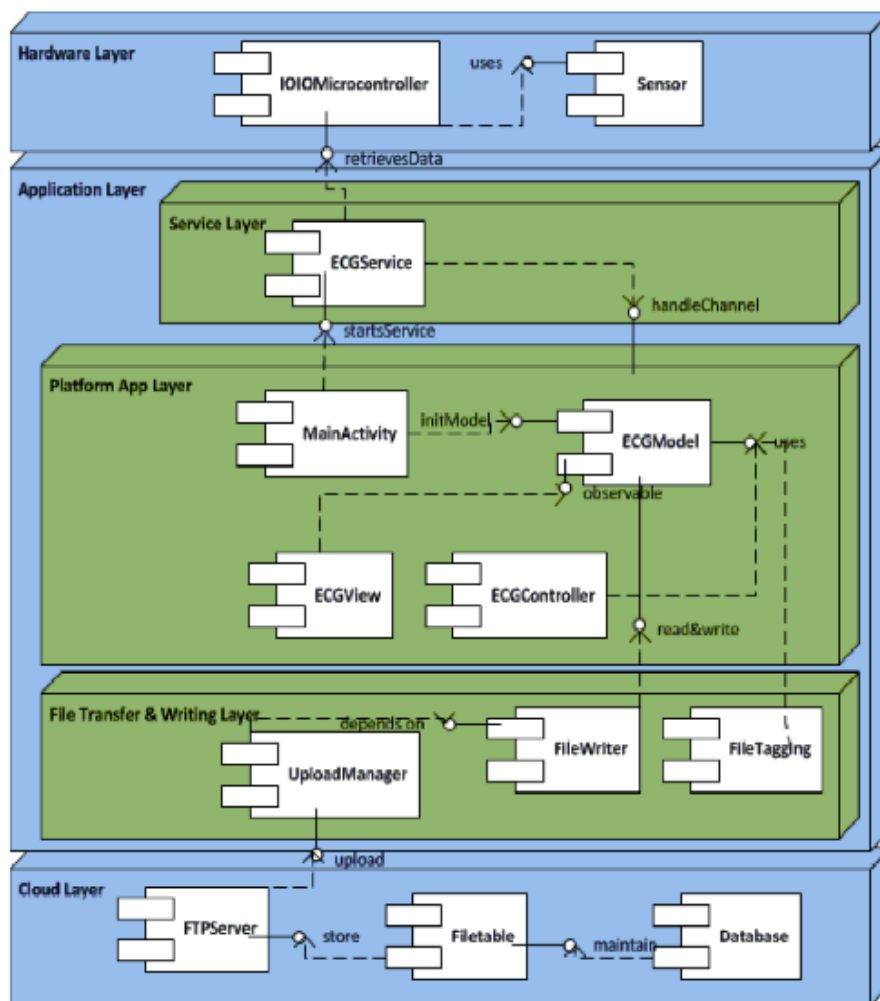 Hardware Layer
IOIOMicrocontroller
uses
Sensor
retrievesData
Application Layer
Service Layer
ECGService
handleChannel
startsService
Platform App Layer
MainActivity
initModel
ECGModel
uses
observable
ECGView
ECGController
read&write
File Transfer & Writing Layer
depends on
FileWriter
FileTagging
UploadManager
upload
Cloud Layer
FTPServer
store
Filetable
maintain
Database